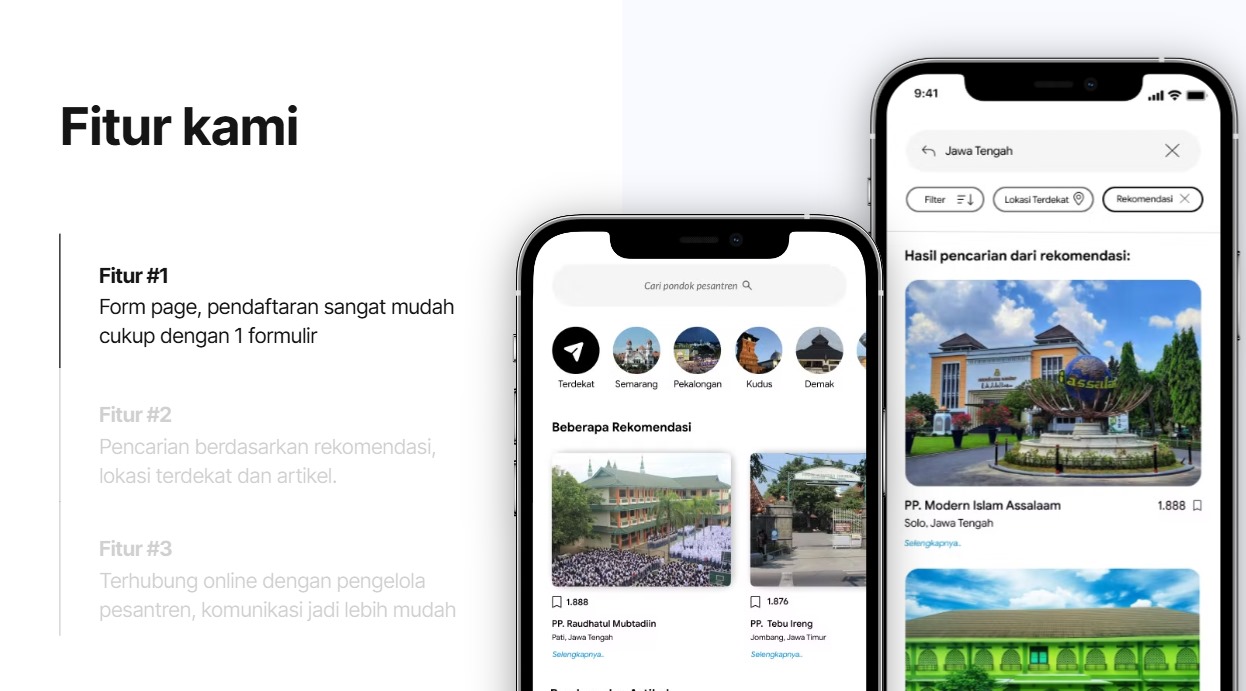 Fitur kami
Fitur #1
Form page, pendaftaran sangat mudah
cukup dengan 1 formulir
Fitur #2
Pencarian berdasarkan rekomendasi,
lokasi terdekat dan artikel.
Fitur #3
Terhubung online dengan pengelola
pesantren, komunikasi jadi lebih mudah
Cari pondok pesantren
Terdekat Semarang Pekalongan Kudus Demak
Beberapa Rekomendasi
1.888
PP. Raudhatul Mubtadiin
Pati, Jawa Tengah
Selengkapnya..
1.876
PP. Tebu Ireng
Jombang, Jawa Timur
Selengkapnya..
9:41
Jawa Tengah
Filter Lokasi Terdekat Rekomendasi
Hasil pencarian dari rekomendasi:
assala
PP. Modern Islam Assalaam 1.888
Solo, Jawa Tengah
Selengkapnya..